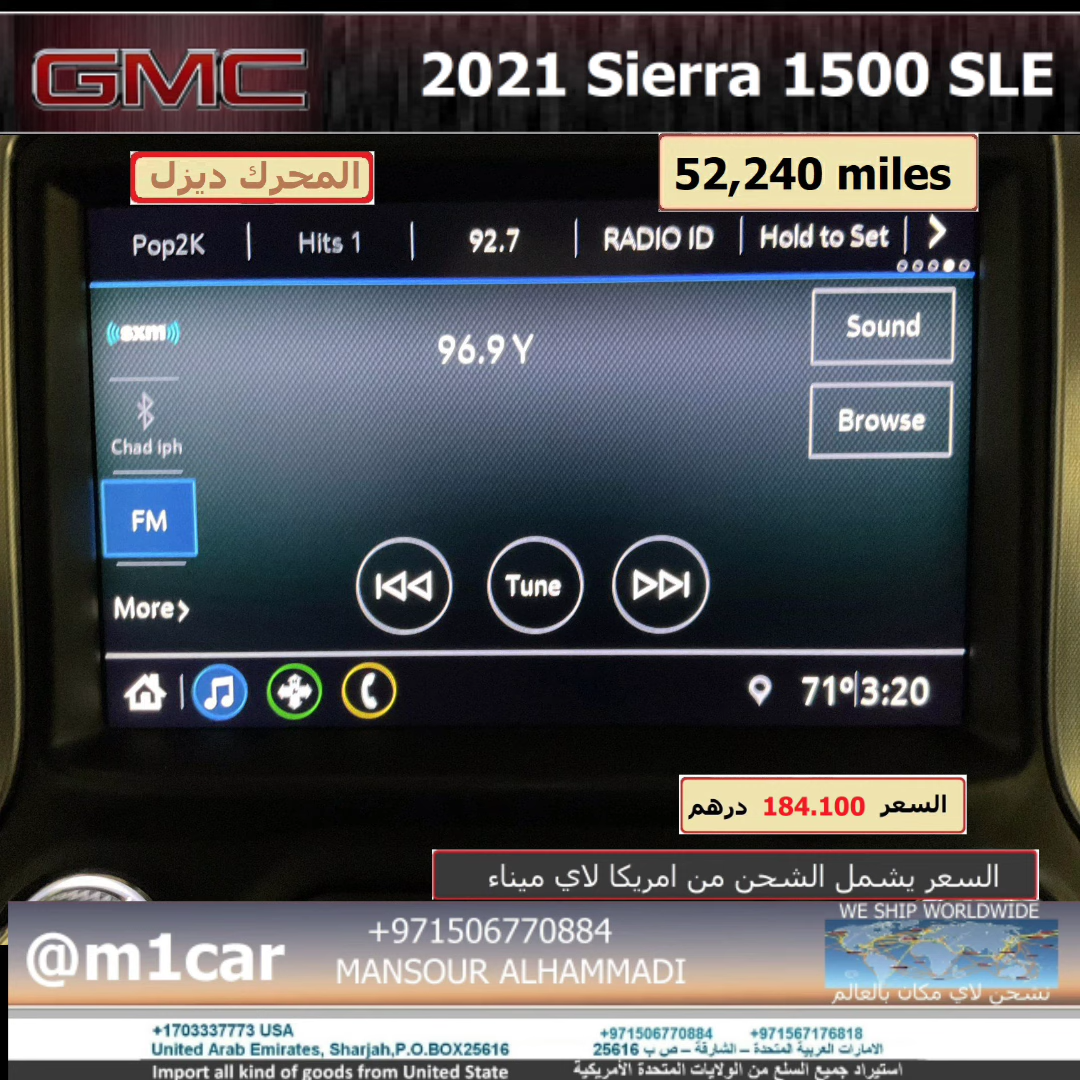 GMC
2021 Sierra 1500 SLE
المحرك ديزل
52,240 miles
Pop2K
Hits 1
92.7
RADIO ID
Hold to Set
sxm
96.9 Y
Sound
Chad iph
Browse
FM
Tune
More
71º 3:20
السعر 184.100 درهم
السعر يشمل الشحن من امريكا لاي ميناء
WE SHIP WORLDWIDE
@m1car
+971506770884
MANSOUR ALHAMMADI
نشحن لاي مكان بالعالم
+1703337773 USA
+971506770884 +971567176818
United Arab Emirates, Sharjah,P.O.BOX25616
الامارات العربية المتحدة – الشارقة – ص ب 25616
Import all kind of goods from United State
استيراد جميع السلع من الولايات المتحدة الأمريكية